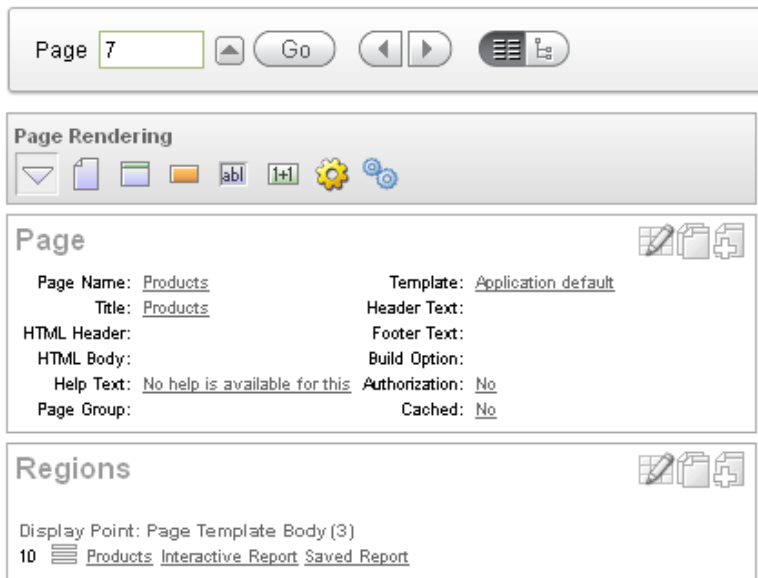 Page 7 Go
Page Rendering
abl 1+1
Page
Page Name: Products Template: Application default
Title: Products Header Text:
HTML Header: Footer Text:
HTML Body: Build Option:
Help Text: No help is available for this Authorization: No
Page Group: Cached: No
Regions
Display Point: Page Template Body (3)
10 Products Interactive Report Saved Report